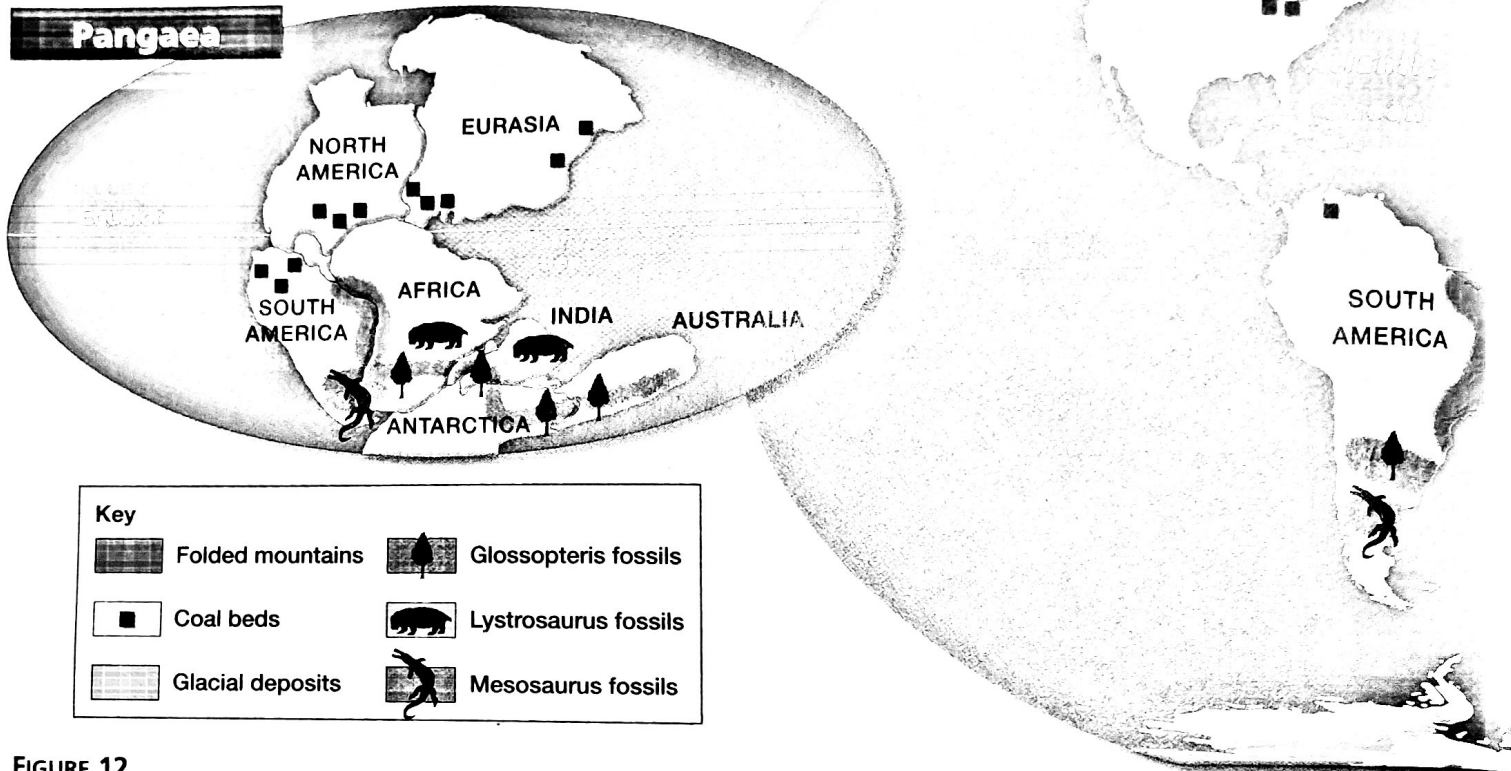 Pangaea
NORTH
AMERICA
EURASIA
SOUTH
AMERICA
AFRICA
INDIA
AUSTRALIA
ANTARCTICA
Key
Folded mountains
Coal beds
Glacial deposits
Glossopteris fossils
Lystrosaurus fossils
Mesosaurus fossils
FIGURE 12
SOUTH
AMERICA